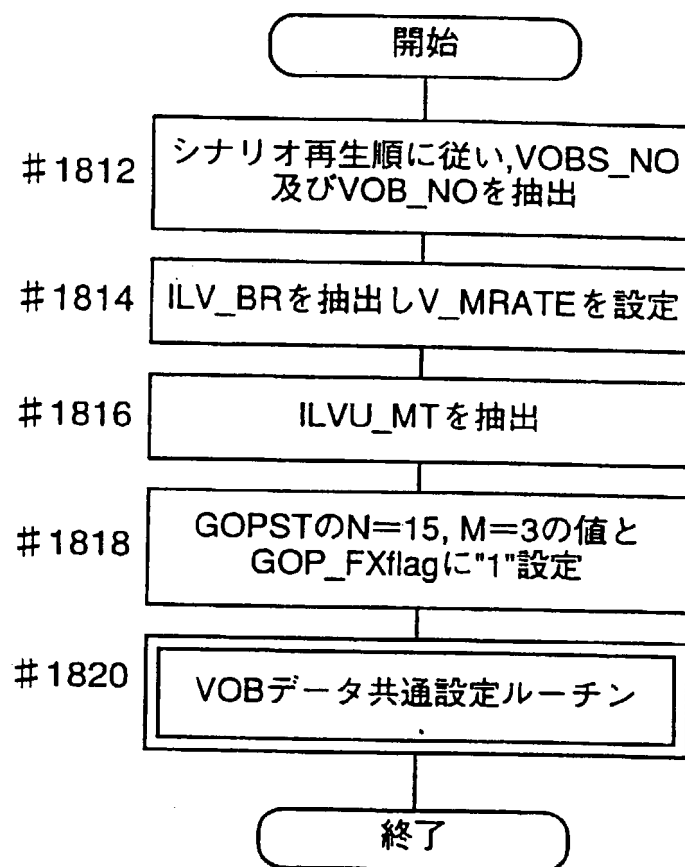 開始
#1812
シナリオ再生順に従い,VOBS_NO
及びVOB_NOを抽出
#1814
ILV_BRを抽出しV_MRATEを設定
#1816
ILVU_MTを抽出
#1818
GOPSTのN=15, M=3の値と
GOP_FXflagに"1"設定
#1820
VOBデータ共通設定ルーチン
終了